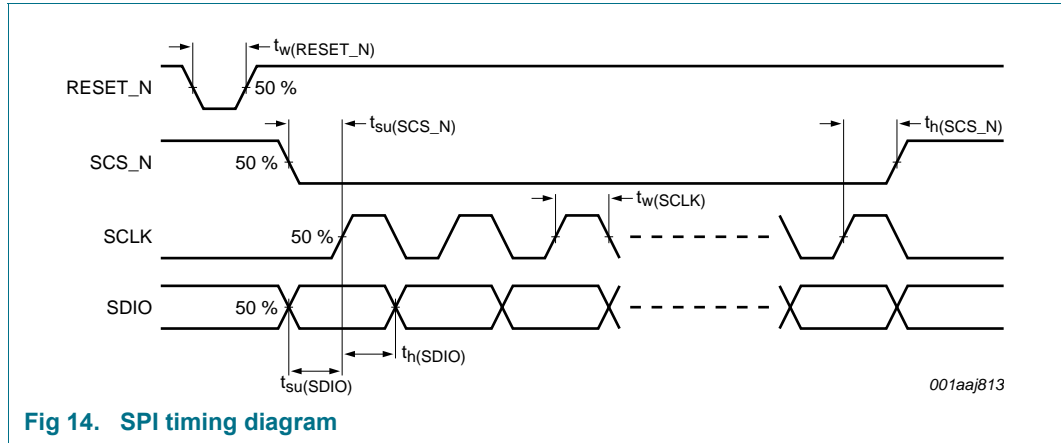 tw(RESET_N)
RESET_N
50 %
tsu(SCS_N)
th(SCS_N)
SCS_N
50 %
tw(SCLK)
SCLK
50 %
SDIO
50 %
th(SDIO)
tsu(SDIO)
001aaj813
Fig 14. SPI timing diagram